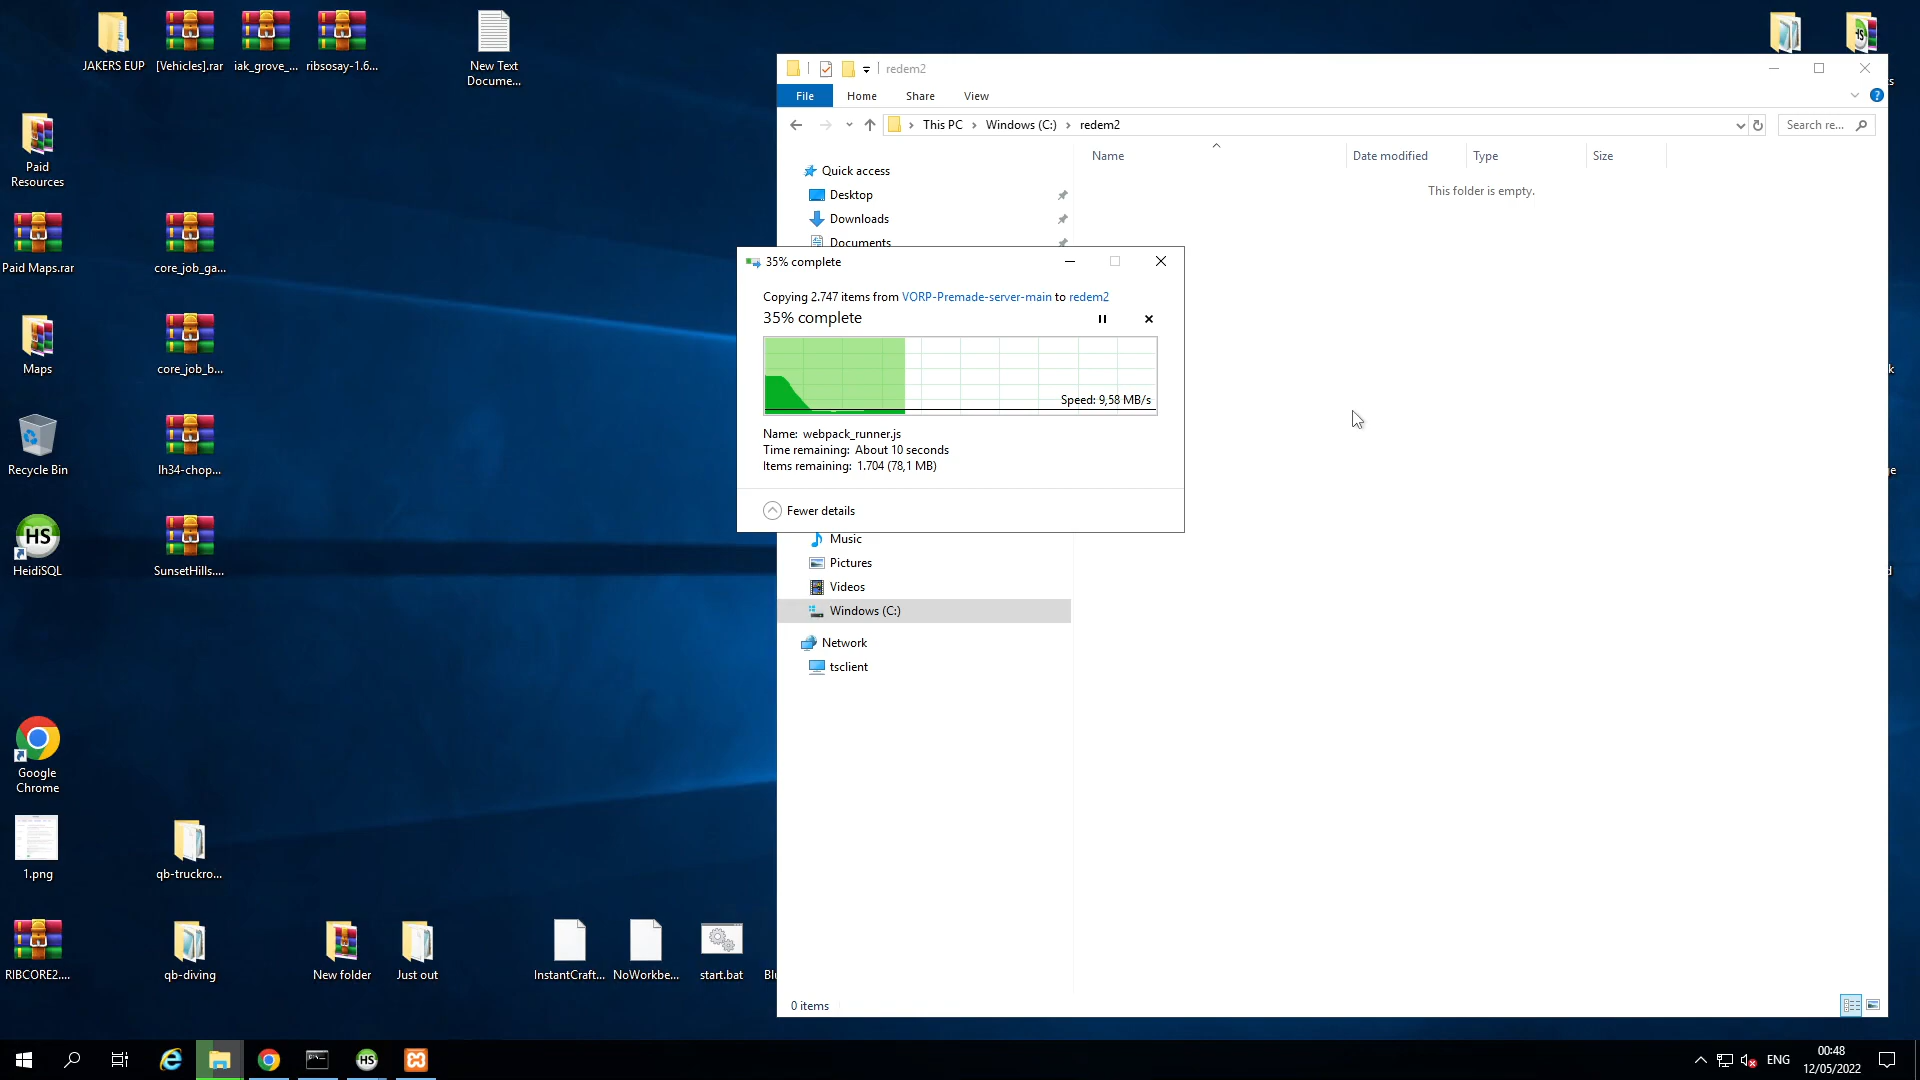 JAKERS EUP
[Vehicles].rar
iak_grove_...
ribsosay-1.6...
New Text
Docume...
Paid
Resources
Paid Maps.rar
core_job_ga...
Maps
core_job_b...
Recycle Bin
lh34-chop...
HS
HeidiSQL
SunsetHills....
Google
Chrome
1.png
qb-truckro...
RIBCORE2....
qb-diving
New folder
Just out
InstantCraft...
NoWorkbe...
start.bat
redem2
File
Home
Share
View
This PC
Windows (C:)
redem2
Search re...
Name
Date modified
Type
Size
This folder is empty.
Quick access
Desktop
Downloads
Documents
35% complete
Copying 2.747 items from VORP-Premade-server-main to redem2
35% complete
Speed: 9,58 MB/s
Name: webpack_runner.js
Time remaining: About 10 seconds
Items remaining: 1.704 (78,1 MB)
Fewer details
Music
Pictures
Videos
Windows (C:)
Network
tsclient
0 items
HS
ENG
00:48
12/05/2022